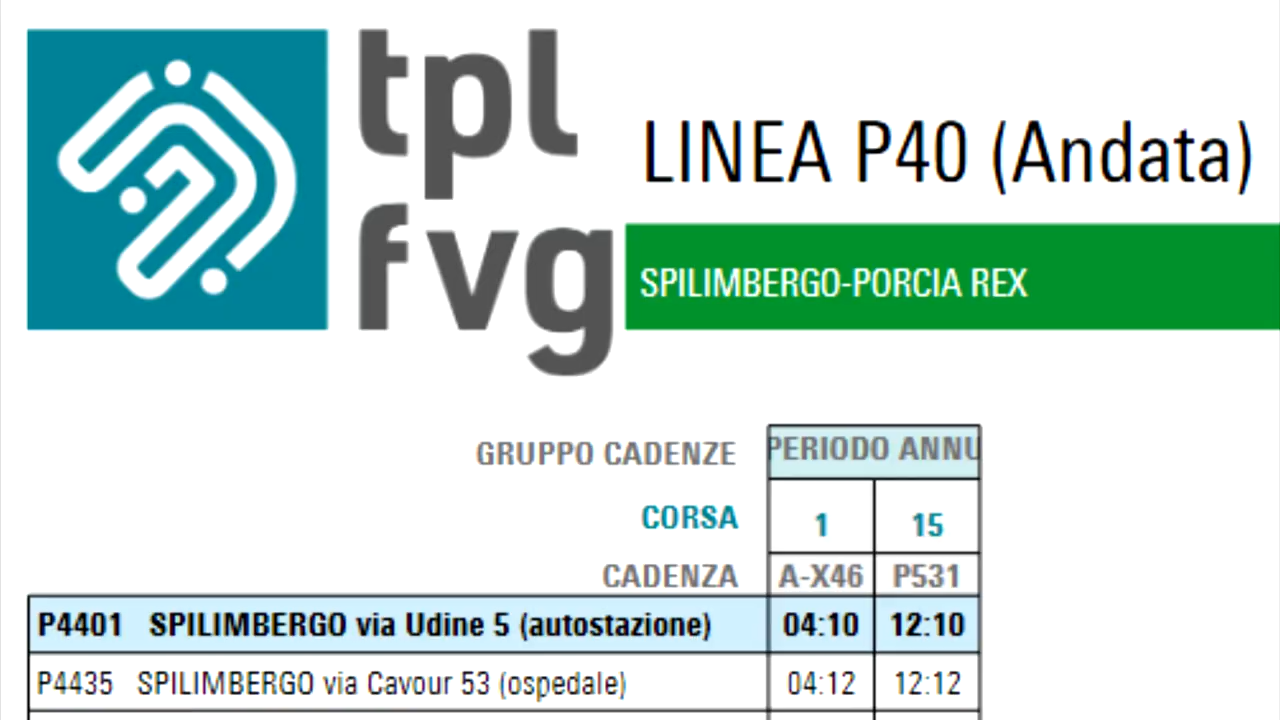 tpl
fvg
LINEA P40 (Andata)
SPILIMBERGO-PORCIA REX
GRUPPO CADENZE PERIODO ANNU
CORSA 1 15
CADENZA A-X46 P531
P4401 SPILIMBERGO via Udine 5 (autostazione) 04:10 12:10
P4435 SPILIMBERGO via Cavour 53 (ospedale) 04:12 12:12